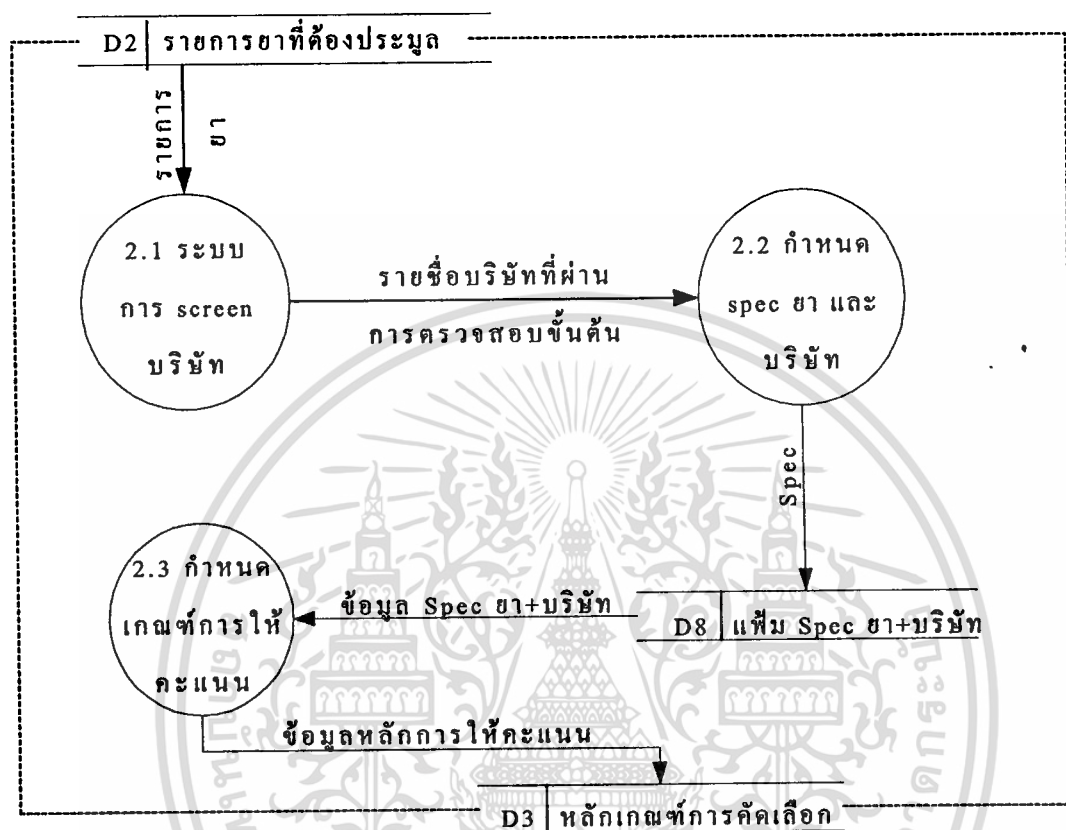 D2 รายการยาที่ต้องประมูล
รายการ
ยา
2.1 ระบบ
การ screen
บริษัท
รายชื่อบริษัทที่ผ่าน
การตรวจสอบขั้นต้น
2.2 กำหนด
spec ยา และ
บริษัท
Spec
2.3 กำหนด
เกณฑ์การให้
คะแนน
ข้อมูล Spec ยา+บริษัท
D8 แฟ้ม Spec ยา+บริษัท
ข้อมูลหลักการให้คะแนน
D3 หลักเกณฑ์การคัดเลือก